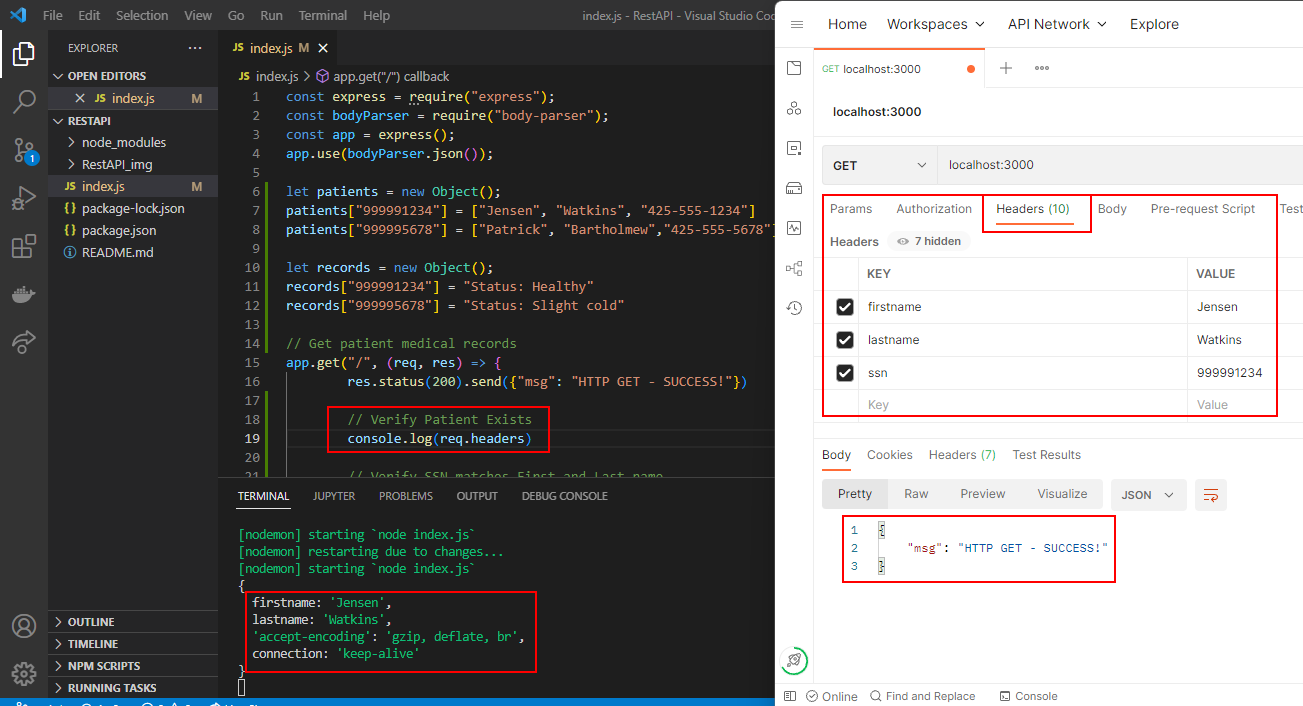 File Edit Selection View Go Run Terminal Help
index.js - RestAPI - Visual Studio Cod
EXPLORER
OPEN EDITORS
JS index.js M
RESTAPI
node_modules
RestAPI_img
JS index.js M
{} package-lock.json
{} package.json
README.md
OUTLINE
TIMELINE
NPM SCRIPTS
RUNNING TASKS
1
JS index.js M
JS index.js > app.get("/") callback
1 const express = require("express");
2 const bodyParser = require("body-parser");
3 const app = express();
4 app.use(bodyParser.json());
5
6 let patients = new Object();
7 patients["999991234"] = ["Jensen", "Watkins", "425-555-1234"]
8 patients["999995678"] = ["Patrick", "Bartholmew","425-555-5678"]
9
10 let records = new Object();
11 records["999991234"] = "Status: Healthy"
12 records["999995678"] = "Status: Slight cold"
13
14 // Get patient medical records
15 app.get("/", (req, res) => {
16 res.status(200).send({"msg": "HTTP GET - SUCCESS!"})
17
18 // Verify Patient Exists
19 console.log(req.headers)
20
21 // Verify SSN matches First and Last name
TERMINAL JUPYTER PROBLEMS OUTPUT DEBUG CONSOLE
[nodemon] starting `node index.js`
[nodemon] restarting due to changes...
[nodemon] starting `node index.js`
{
firstname: 'Jensen',
lastname: 'Watkins',
'accept-encoding': 'gzip, deflate, br',
connection: 'keep-alive'
}
Home Workspaces API Network Explore
GET localhost:3000
localhost:3000
GET localhost:3000
Params Authorization Headers (10) Body Pre-request Script Test
Headers 7 hidden
KEY VALUE
firstname Jensen
lastname Watkins
ssn 999991234
Key Value
Body Cookies Headers (7) Test Results
Pretty Raw Preview Visualize JSON
1 {
2 "msg": "HTTP GET - SUCCESS!"
3 }
Online Find and Replace Console